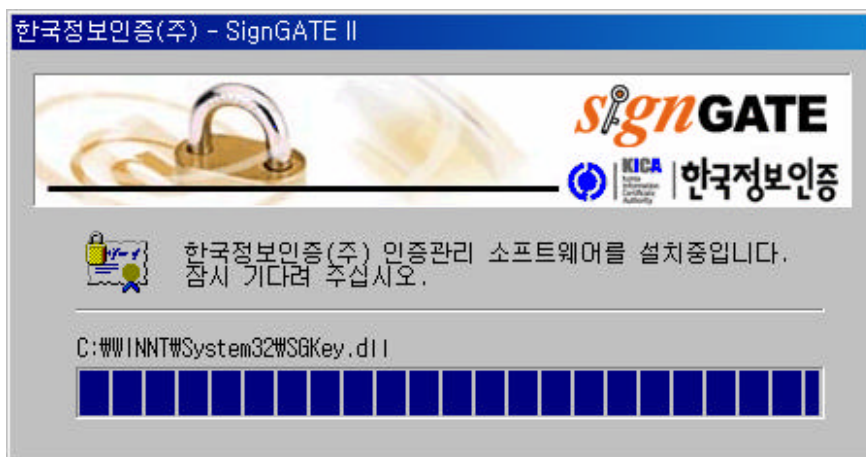 한국정보인증(주) - SignGATE II
signGATE
KICA 한국정보인증
Korea
Information
Certificate
Authority
한국정보인증(주) 인증관리 소프트웨어를 설치중입니다.
잠시 기다려 주십시오.
C:₩WINNT₩System32₩SGKey.dll